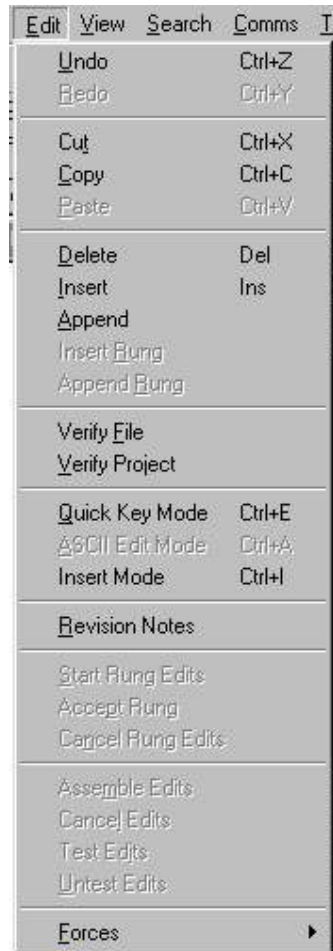 Edit View Search Comms T
Undo Ctrl+Z
Redo Ctrl+Y
Cut Ctrl+X
Copy Ctrl+C
Paste Ctrl+V
Delete Del
Insert Ins
Append
Insert Rung
Append Rung
Verify File
Verify Project
Quick Key Mode Ctrl+E
ASCII Edit Mode Ctrl+A
Insert Mode Ctrl+I
Revision Notes
Start Rung Edits
Accept Rung
Cancel Rung Edits
Assemble Edits
Cancel Edits
Test Edits
Untest Edits
Forces